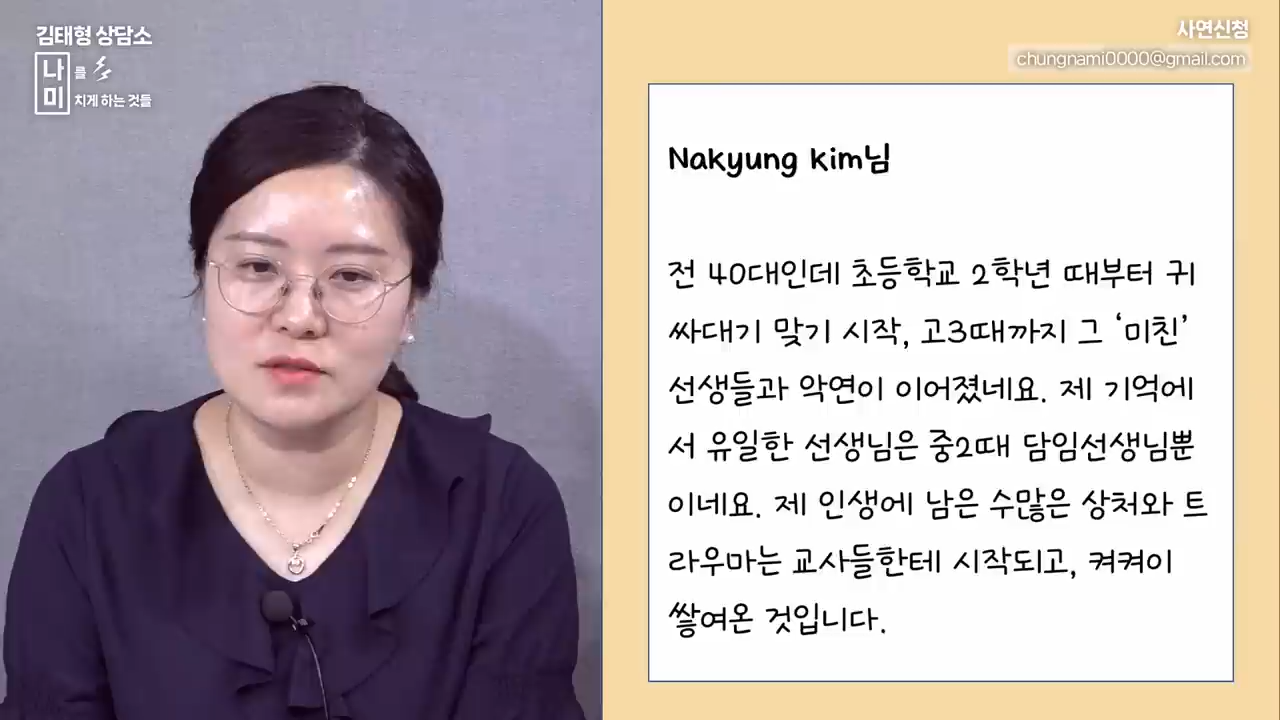 김태형 상담소
나를
미치게 하는 것들
사연신청
chungnami0000@gmail.com
Nakyung kim님
전 40대인데 초등학교 2학년 때부터 귀
싸대기 맞기 시작, 고3때까지 그 ‘미친’
선생들과 악연이 이어졌네요. 제 기억에
서 유일한 선생님은 중2때 담임선생님뿐
이네요. 제 인생에 남은 수많은 상처와 트
라우마는 교사들한테 시작되고, 켜켜이
쌓여온 것입니다.